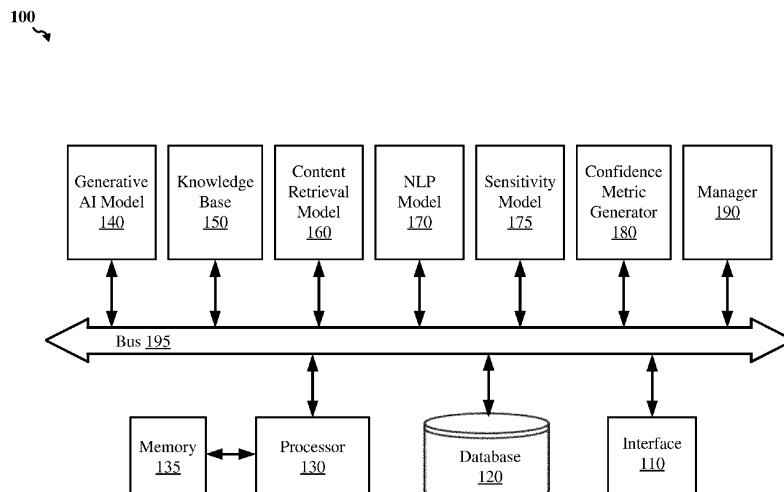 100
Generative
AI Model
140
Knowledge
Base
150
Content
Retrieval
Model
160
NLP
Model
170
Sensitivity
Model
175
Confidence
Metric
Generator
180
Manager
190
Bus 195
Memory
135
Processor
130
Database
120
Interface
110